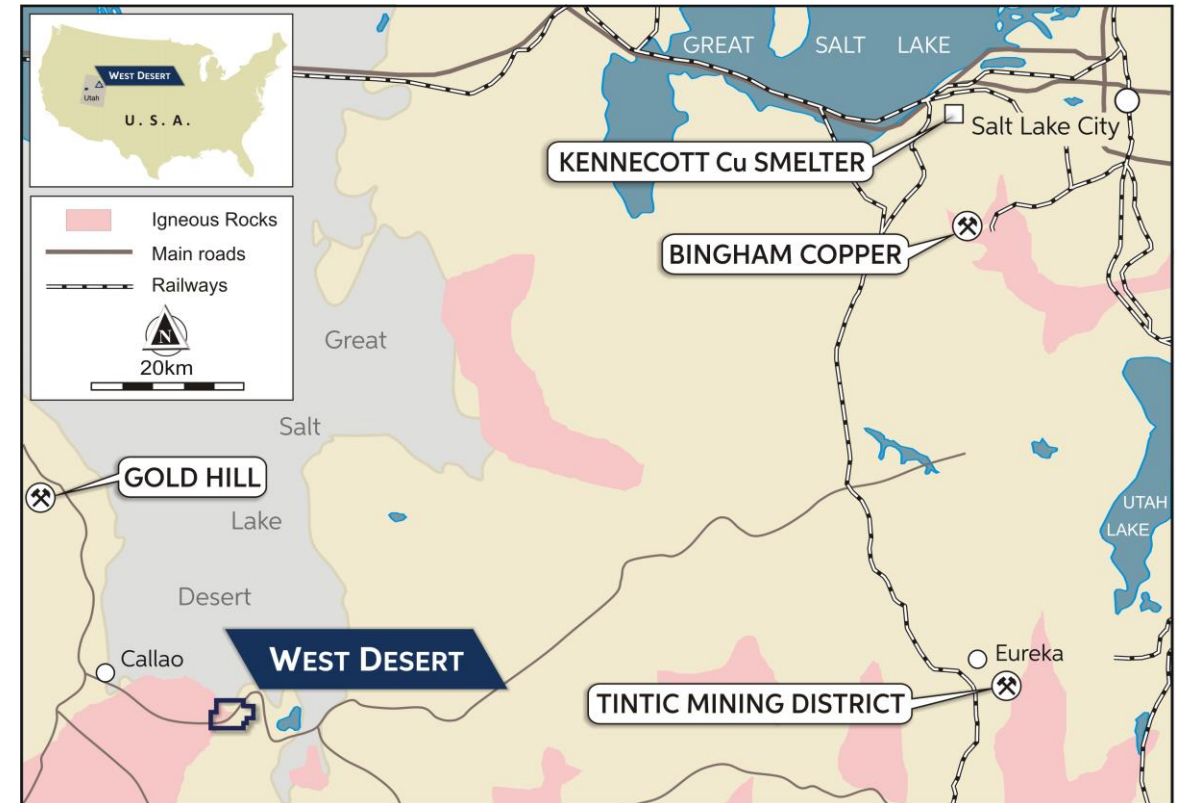 WEST DESERT
Utah
U. S. A.
Igneous Rocks
Main roads
Railways
N
20km
GREAT SALT LAKE
Salt Lake City
KENNECOTT Cu SMELTER
BINGHAM COPPER
Great
Salt
Lake
Desert
GOLD HILL
UTAH
LAKE
Callao
WEST DESERT
Eureka
TINTIC MINING DISTRICT